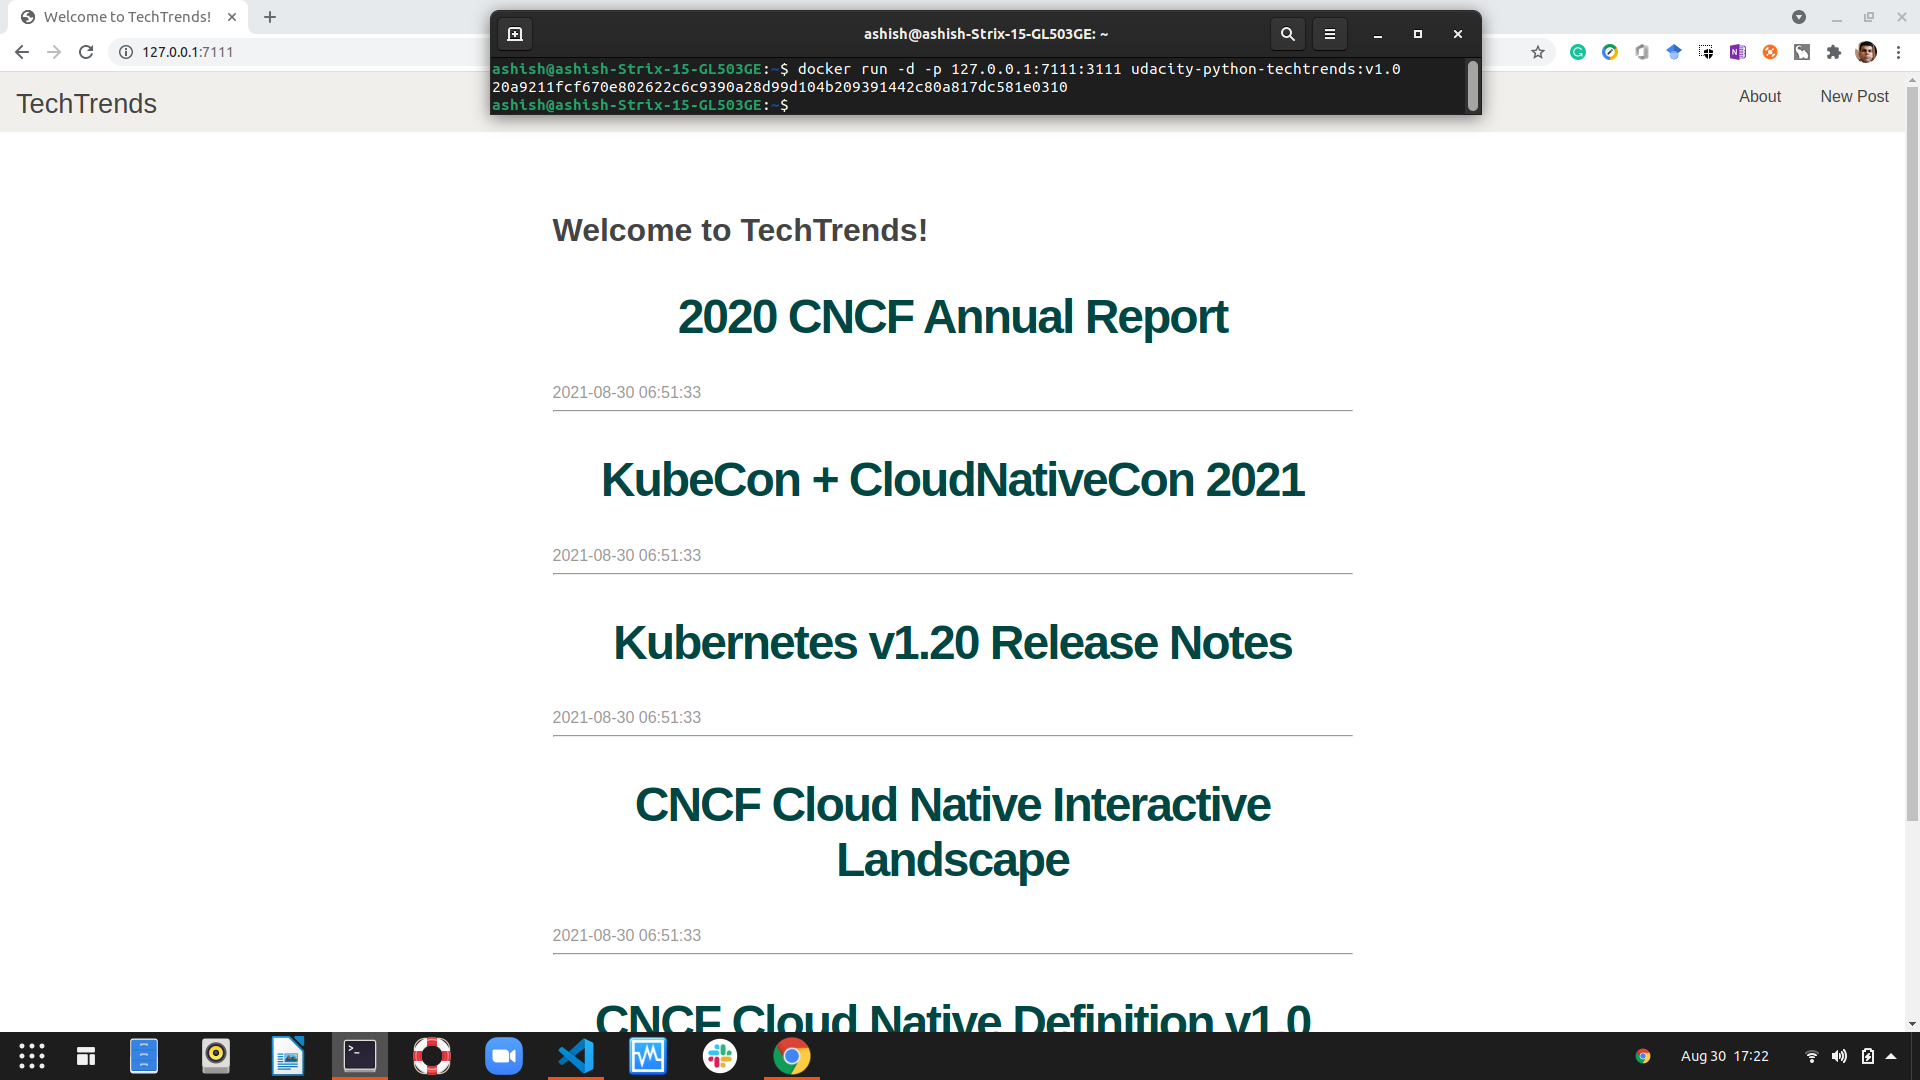 Welcome to TechTrends!
127.0.0.1:7111
ashish@ashish-Strix-15-GL503GE: ~
ashish@ashish-Strix-15-GL503GE:~$ docker run -d -p 127.0.0.1:7111:3111 udacity-python-techtrends:v1.0
20a9211fcf670e802622c6c9390a28d99d104b209391442c80a817dc581e0310
ashish@ashish-Strix-15-GL503GE:~$
TechTrends
About
New Post
Welcome to TechTrends!
2020 CNCF Annual Report
2021-08-30 06:51:33
KubeCon + CloudNativeCon 2021
2021-08-30 06:51:33
Kubernetes v1.20 Release Notes
2021-08-30 06:51:33
CNCF Cloud Native Interactive
Landscape
2021-08-30 06:51:33
CNCF Cloud Native Definition v1.0
Aug 30 17:22